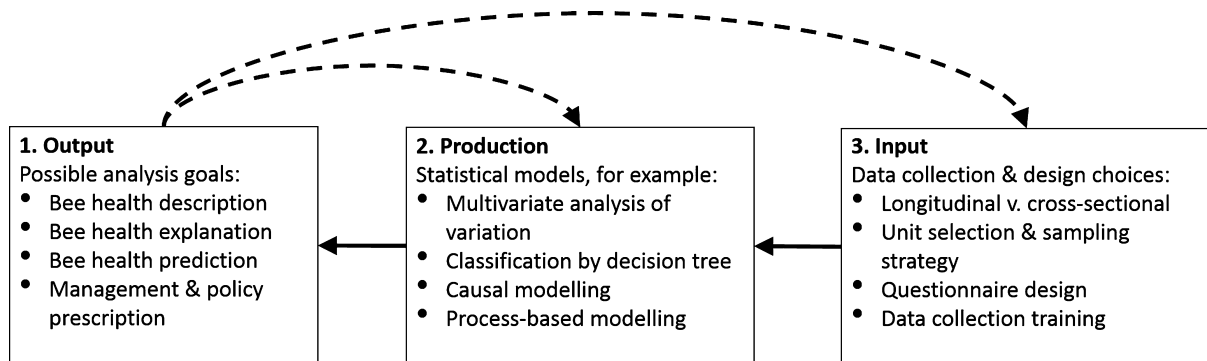 1. Output
Possible analysis goals:
• Bee health description
• Bee health explanation
• Bee health prediction
• Management & policy
prescription
2. Production
Statistical models, for example:
• Multivariate analysis of
variation
• Classification by decision tree
• Causal modelling
• Process-based modelling
3. Input
Data collection & design choices:
• Longitudinal v. cross-sectional
• Unit selection & sampling
strategy
• Questionnaire design
• Data collection training